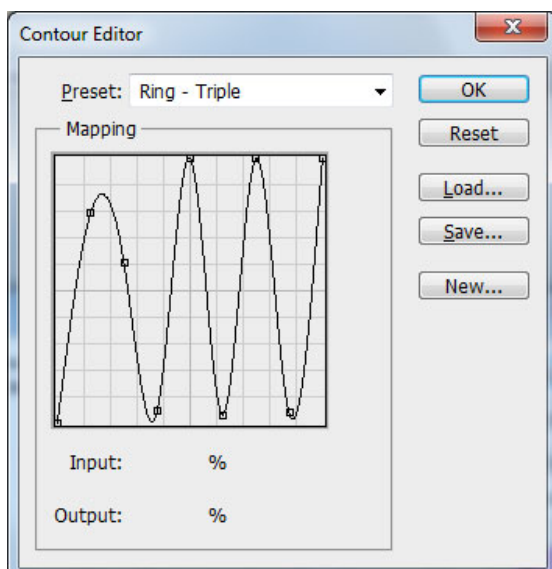 Contour Editor
Preset: Ring - Triple
OK
Mapping
Reset
Load...
Save...
New...
Input: %
Output: %